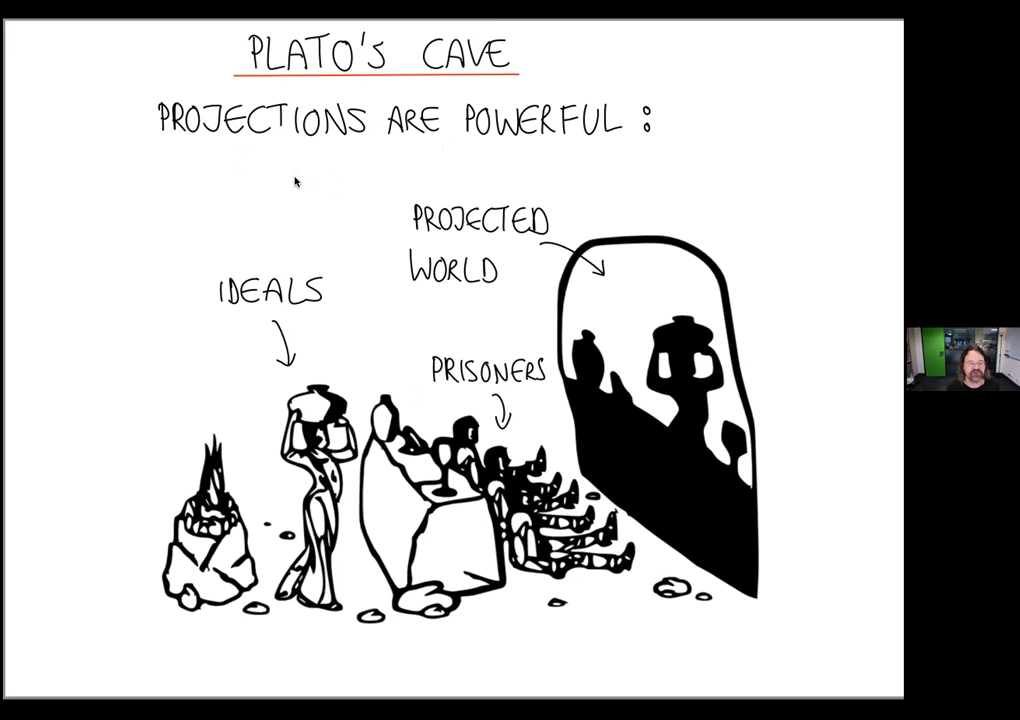 PLATO'S CAVE
PROJECTIONS ARE POWERFUL :
PROJECTED
WORLD
IDEALS
PRISONERS